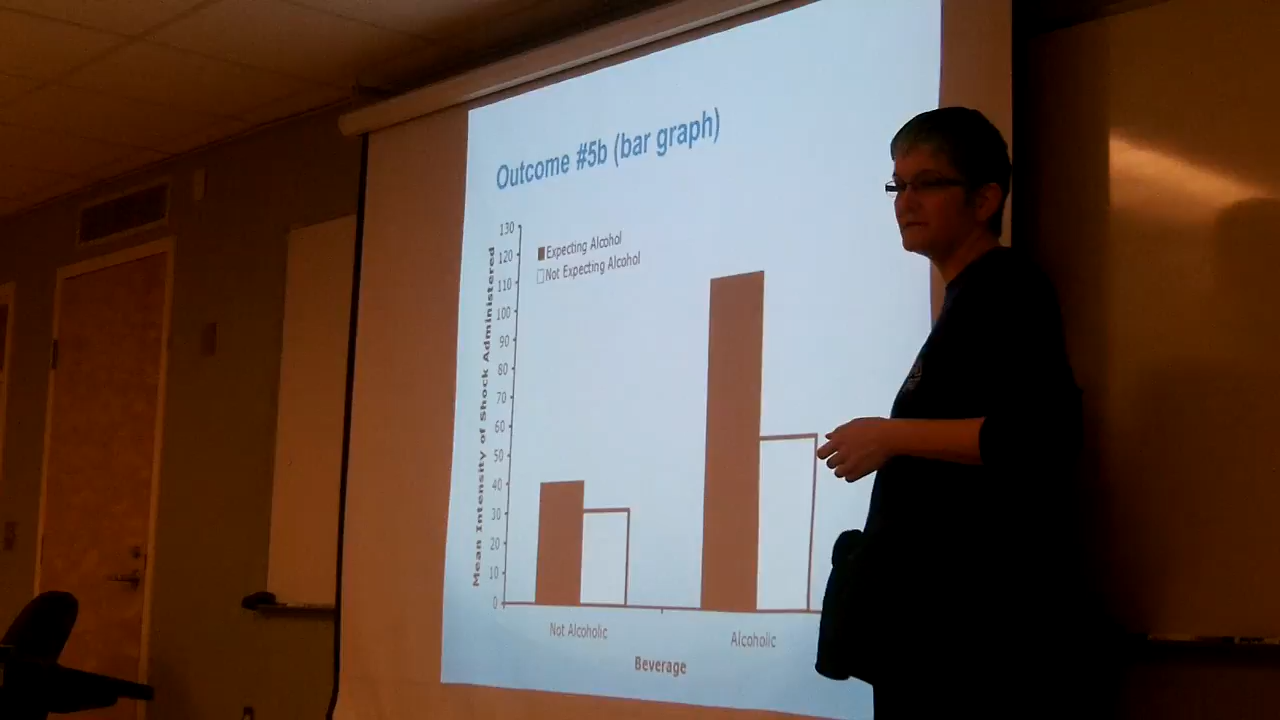 Outcome #5b (bar graph)
Mean Intensity of Shock Administered
130
120
110
100
90
80
70
60
50
40
30
20
10
0
Expecting Alcohol
Not Expecting Alcohol
Not Alcoholic
Alcoholic
Beverage